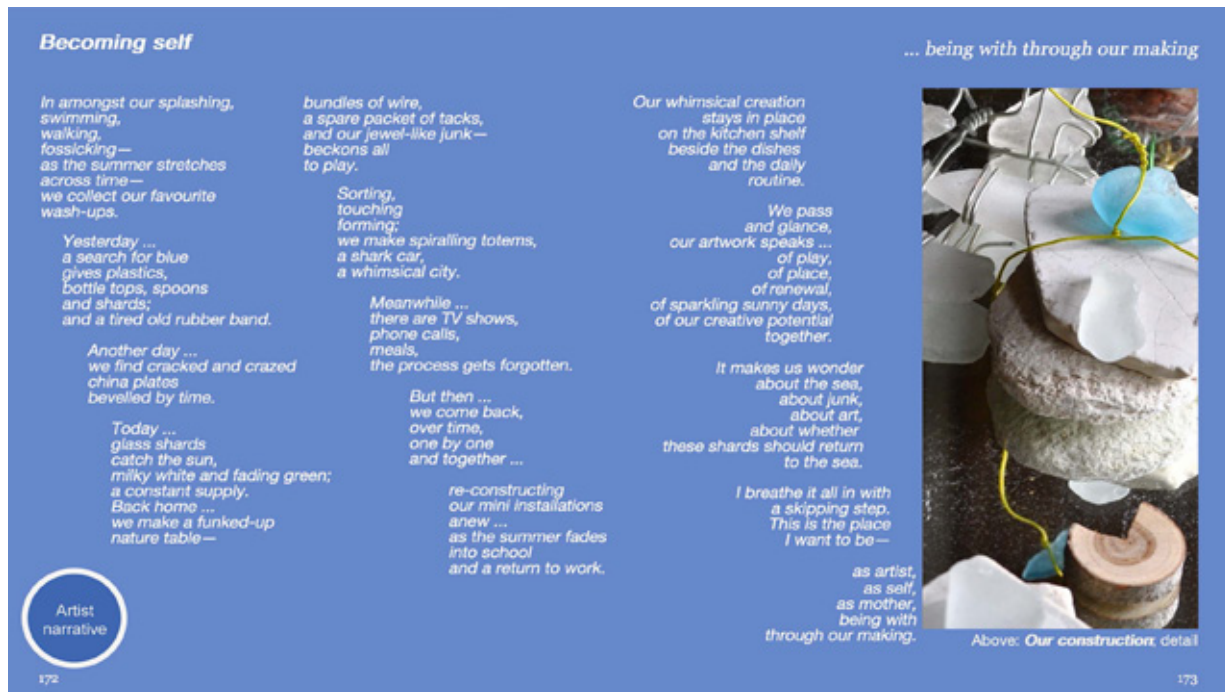 Becoming self
... being with through our making
In amongst our splashing,
swimming,
walking,
fossicking—
as the summer stretches
across time—
we collect our favourite
wash-ups.
Yesterday ...
a search for blue
gives plastics,
bottle tops, spoons
and shards;
and a tired old rubber band.
Another day ...
we find cracked and crazed
china plates
bevelled by time.
Today ...
glass shards
catch the sun,
milky white and fading green;
a constant supply.
Back home ...
we make a funked-up
nature table—
bundles of wire,
a spare packet of tacks,
and our jewel-like junk—
beckons all
to play.
Sorting,
touching
forming;
we make spiralling totems,
a shark car,
a whimsical city.
Meanwhile ...
there are TV shows,
phone calls,
meals,
the process gets forgotten.
But then ...
we come back,
over time,
one by one
and together ...
re-constructing
our mini installations
anew ...
as the summer fades
into school
and a return to work.
Our whimsical creation
stays in place
on the kitchen shelf
beside the dishes
and the daily
routine.
We pass
and glance,
our artwork speaks ...
of play,
of place,
of renewal,
of sparkling sunny days,
of our creative potential
together.
It makes us wonder
about the sea,
about junk,
about art,
about whether
these shards should return
to the sea.
I breathe it all in with
a skipping step.
This is the place
I want to be—
as artist,
as self,
as mother,
being with
through our making.
Above: Our construction, detail
Artist
narrative
172
173